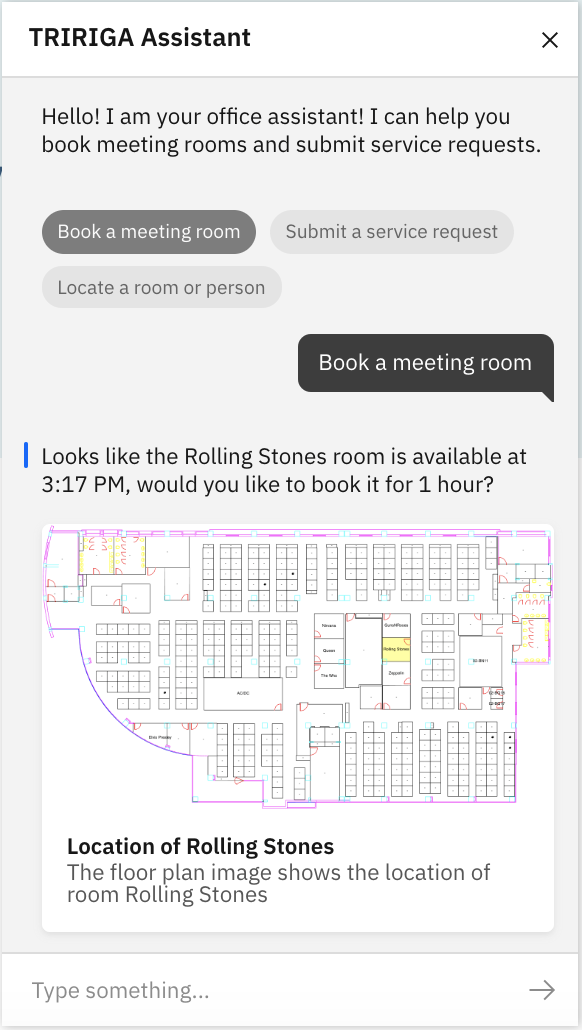 TRIRIGA Assistant
Hello! I am your office assistant! I can help you
book meeting rooms and submit service requests.
Book a meeting room
Submit a service request
Locate a room or person
Book a meeting room
Looks like the Rolling Stones room is available at
3:17 PM, would you like to book it for 1 hour?
Nirvana
Queen
The Who
Rolling Stones
Zeppelin
AC/DC
Elvis Presley
Location of Rolling Stones
The floor plan image shows the location of
room Rolling Stones
Type something...